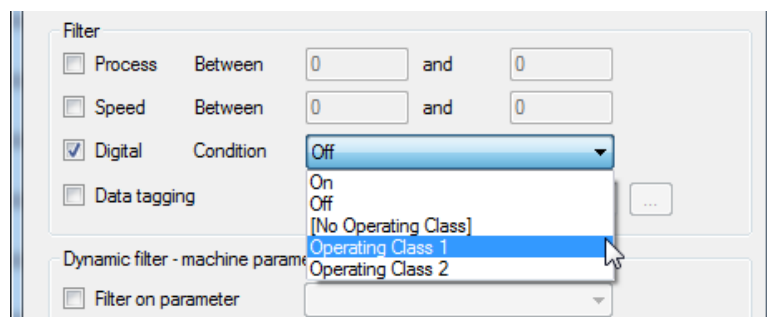 Filter
Process Between 0 and 0
Speed Between 0 and 0
Digital Condition Off
On
Off
Data tagging ...
[No Operating Class]
Operating Class 1
Dynamic filter - machine parame
Operating Class 2
Filter on parameter